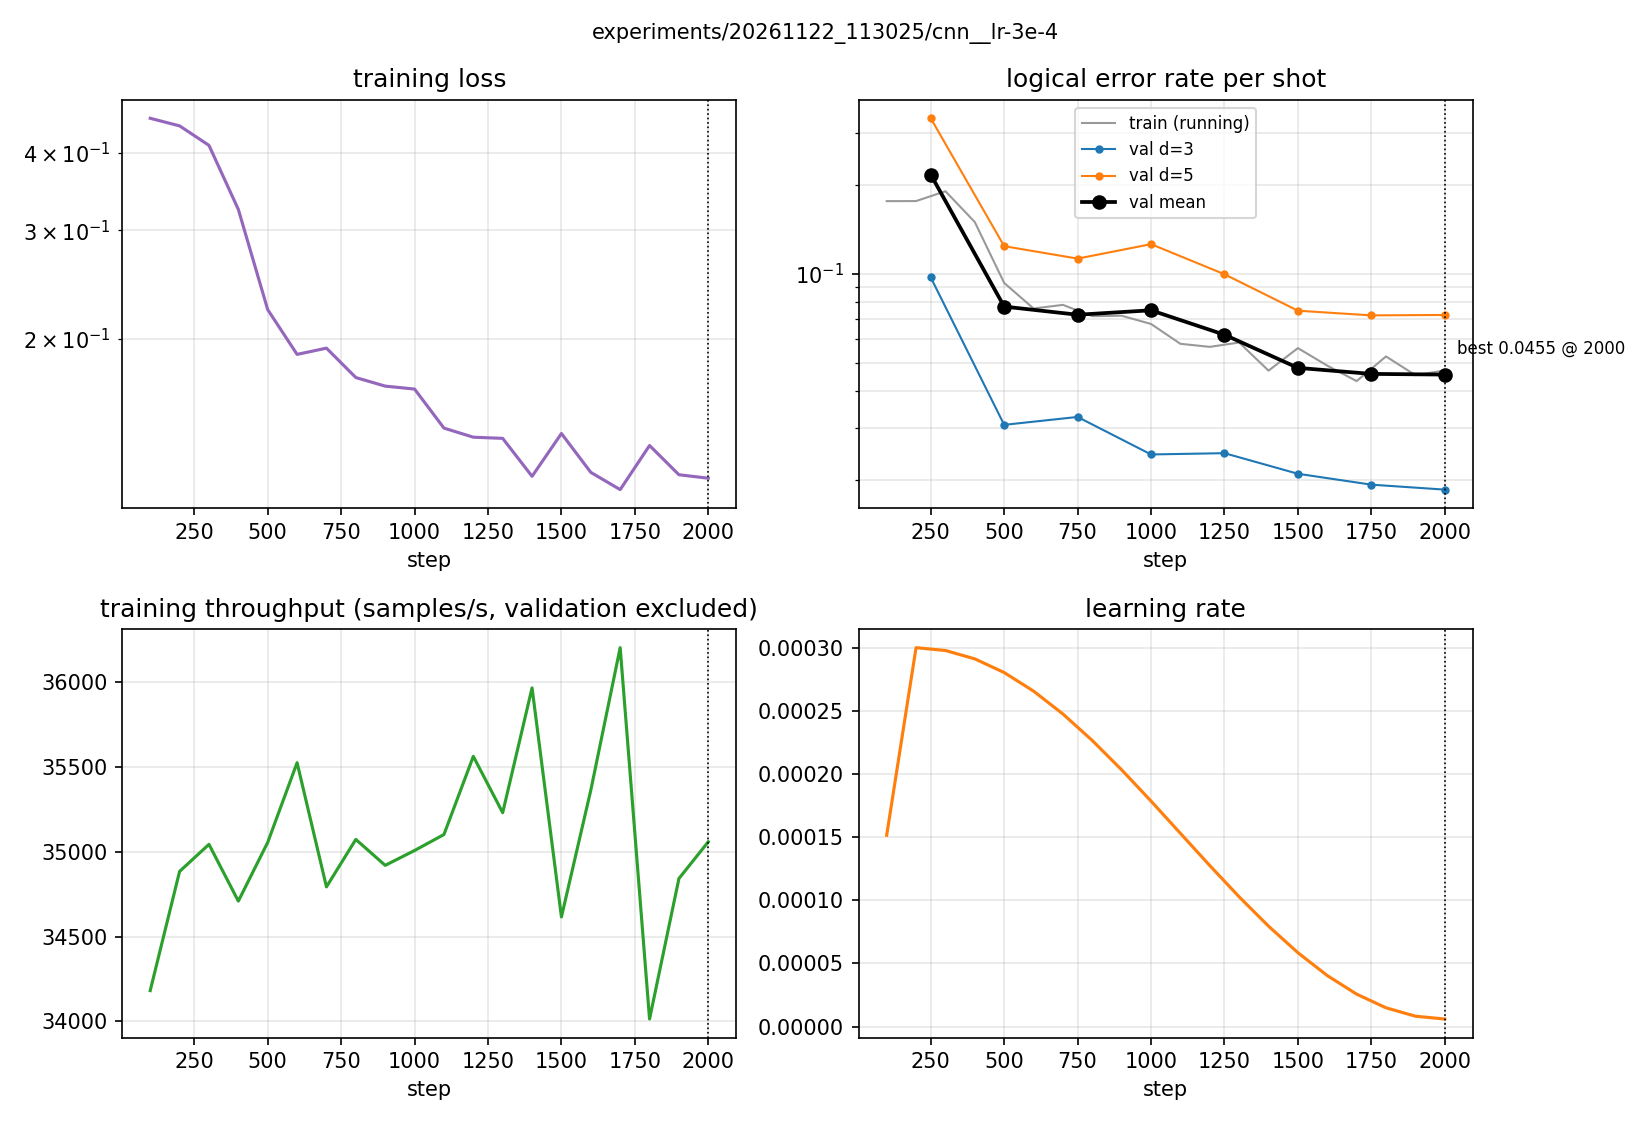 experiments/20261122_113025/cnn__lr-3e-4
training loss
4 × 10⁻¹
3 × 10⁻¹
2 × 10⁻¹
250 500 750 1000 1250 1500 1750 2000
step
logical error rate per shot
train (running)
val d=3
val d=5
val mean
10⁻¹
best 0.0455 @ 2000
250 500 750 1000 1250 1500 1750 2000
step
training throughput (samples/s, validation excluded)
36000
35500
35000
34500
34000
250 500 750 1000 1250 1500 1750 2000
step
learning rate
0.00030
0.00025
0.00020
0.00015
0.00010
0.00005
0.00000
250 500 750 1000 1250 1500 1750 2000
step